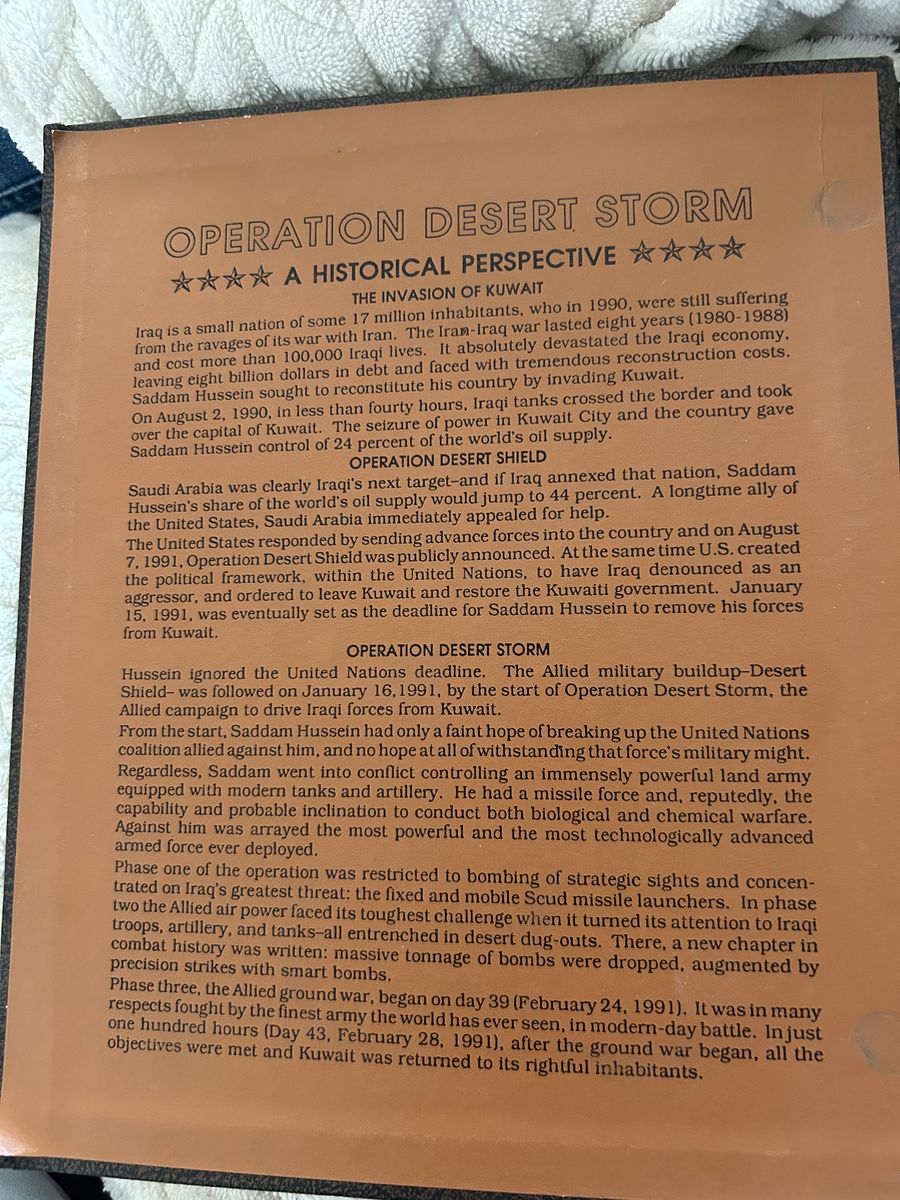 OPERATION DESERT STORM
☆☆☆☆ A HISTORICAL PERSPECTIVE ☆☆☆☆
THE INVASION OF KUWAIT
Iraq is a small nation of some 17 million inhabitants, who in 1990, were still suffering
from the ravages of its war with Iran. The Iran-Iraq war lasted eight years (1980-1988)
and cost more than 100,000 Iraqi lives. It absolutely devastated the Iraqi economy,
leaving eight billion dollars in debt and faced with tremendous reconstruction costs.
Saddam Hussein sought to reconstitute his country by invading Kuwait.
On August 2, 1990, in less than fourty hours, Iraqi tanks crossed the border and took
over the capital of Kuwait. The seizure of power in Kuwait City and the country gave
Saddam Hussein control of 24 percent of the world's oil supply.
OPERATION DESERT SHIELD
Saudi Arabia was clearly Iraqi's next target–and if Iraq annexed that nation, Saddam
Hussein's share of the world's oil supply would jump to 44 percent. A longtime ally of
the United States, Saudi Arabia immediately appealed for help.
The United States responded by sending advance forces into the country and on August
7, 1991, Operation Desert Shield was publicly announced. At the same time U.S. created
the political framework, within the United Nations, to have Iraq denounced as an
aggressor, and ordered to leave Kuwait and restore the Kuwaiti government. January
15, 1991, was eventually set as the deadline for Saddam Hussein to remove his forces
from Kuwait.
OPERATION DESERT STORM
Hussein ignored the United Nations deadline. The Allied military buildup–Desert
Shield– was followed on January 16,1991, by the start of Operation Desert Storm, the
Allied campaign to drive Iraqi forces from Kuwait.
From the start, Saddam Hussein had only a faint hope of breaking up the United Nations
coalition allied against him, and no hope at all of withstanding that force's military might.
Regardless, Saddam went into conflict controlling an immensely powerful land army
equipped with modern tanks and artillery. He had a missile force and, reputedly, the
capability and probable inclination to conduct both biological and chemical warfare.
Against him was arrayed the most powerful and the most technologically advanced
armed force ever deployed.
Phase one of the operation was restricted to bombing of strategic sights and concen-
trated on Iraq's greatest threat: the fixed and mobile Scud missile launchers. In phase
two the Allied air power faced its toughest challenge when it turned its attention to Iraqi
troops, artillery, and tanks–all entrenched in desert dug-outs. There, a new chapter in
combat history was written: massive tonnage of bombs were dropped, augmented by
precision strikes with smart bombs.
Phase three, the Allied ground war, began on day 39 (February 24, 1991). It was in many
respects fought by the finest army the world has ever seen, in modern-day battle. In just
one hundred hours (Day 43, February 28, 1991), after the ground war began, all the
objectives were met and Kuwait was returned to its rightful inhabitants.